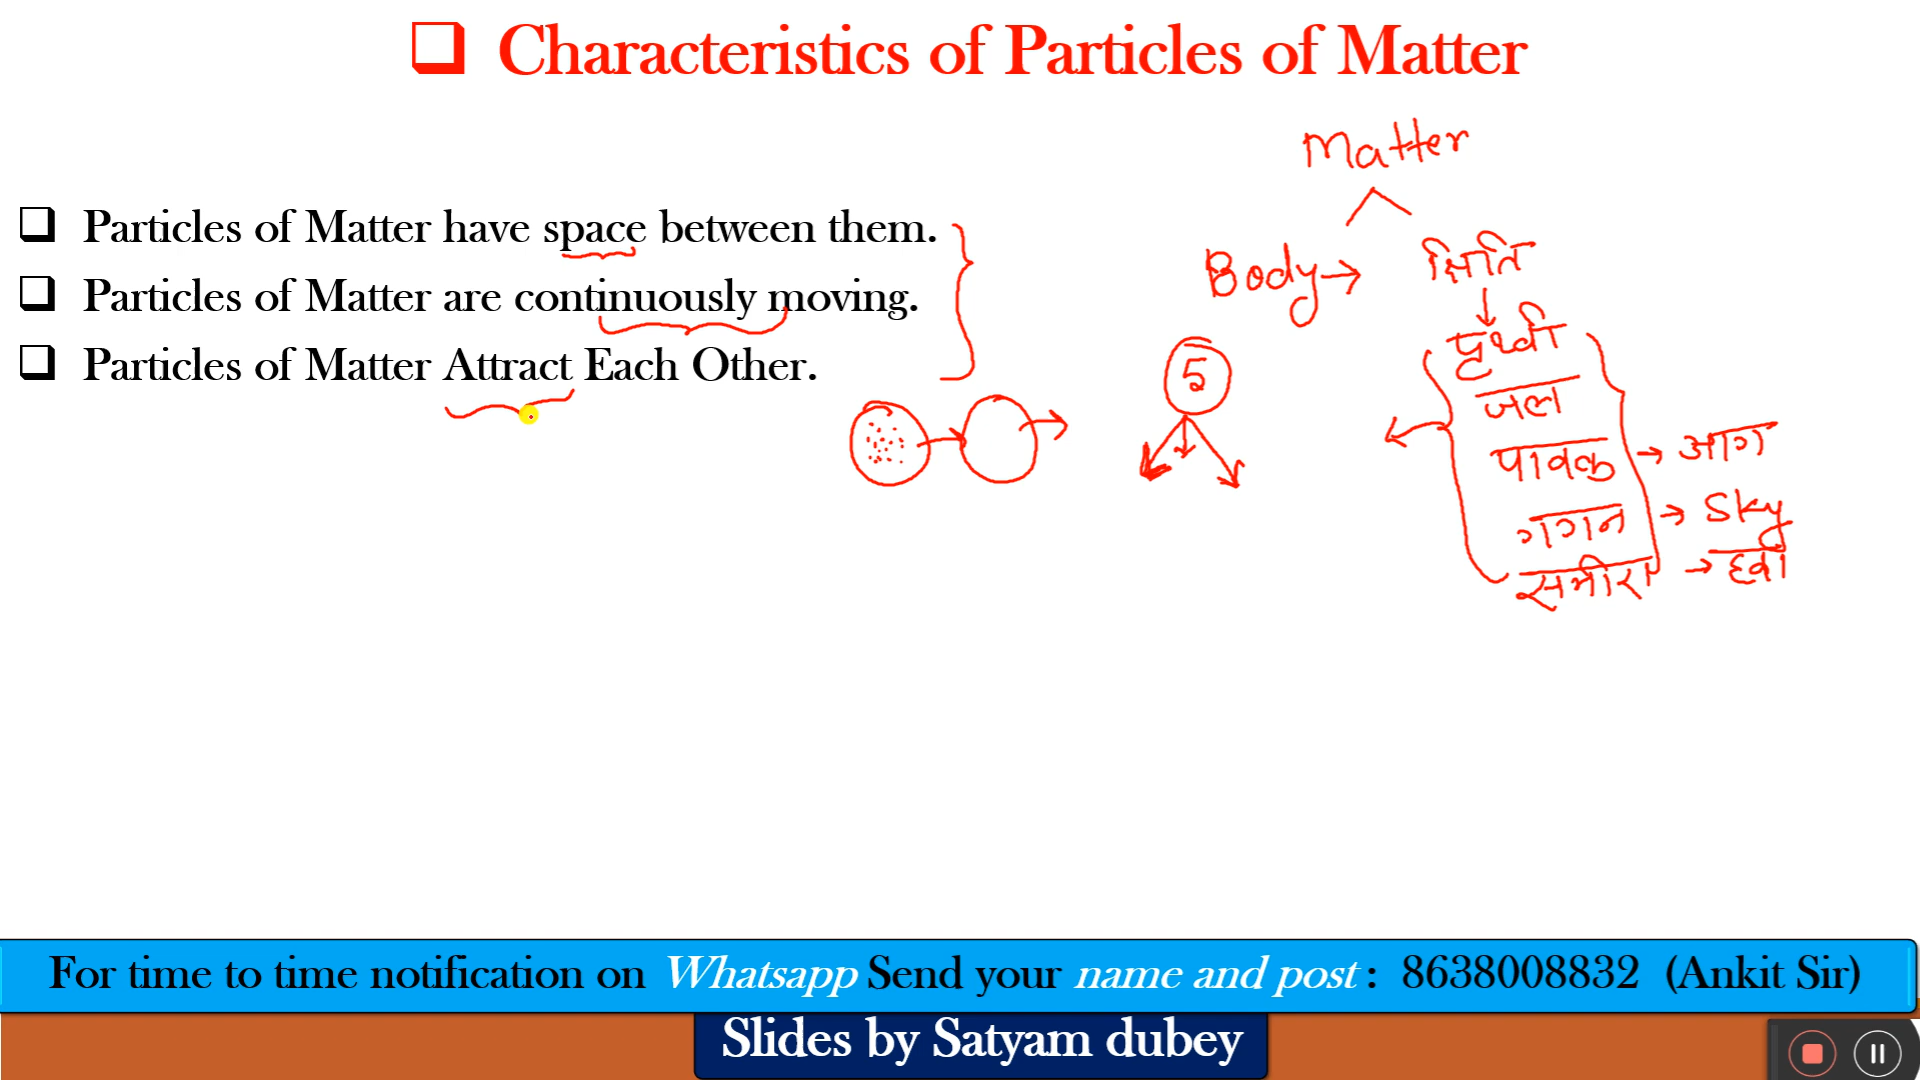 Characteristics of Particles of Matter
Particles of Matter have space between them.
Particles of Matter are continuously moving.
Particles of Matter Attract Each Other.
Matter
Body→ क्षिति
5
पृथ्वी
जल
पावक → आग
गगन → Sky
समीरा → हवा
For time to time notification on Whatsapp Send your name and post : 8638008832 (Ankit Sir)
Slides by Satyam dubey